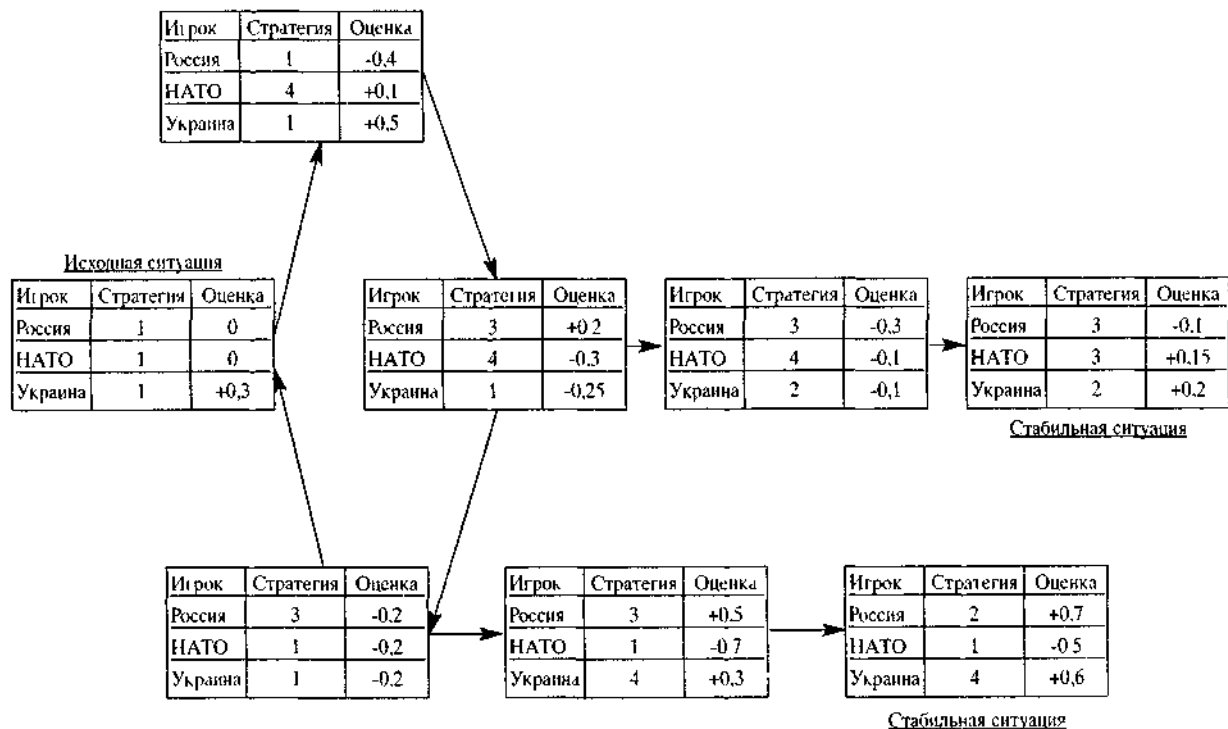 Игрок Стратегия Оценка
Россия 1 -0,4
НАТО 4 +0,1
Украина 1 +0,5
Исходная ситуация
Игрок Стратегия Оценка
Россия 1 0
НАТО 1 0
Украина 1 +0,3
Игрок Стратегия Оценка
Россия 3 +0 2
НАТО 4 -0.3
Украина 1 -0,25
Игрок Стратегия Оценка
Россия 3 -0.3
НАТО 4 -0,1
Украина 2 -0,1
Игрок Стратегия Оценка
Россия 3 -0.1
НАТО 3 +0.15
Украина 2 +0.2
Стабильная ситуация
Игрок Стратегия Оценка
Россия 3 -0.2
НАТО 1 -0,2
Украина 1 -0,2
Игрок Стратегия Оценка
Россия 3 +0.5
НАТО 1 -0 7
Украина 4 +0,3
Игрок Стратегия Оценка
Россия 2 +0.7
НАТО 1 -0 5
Украина 4 +0,6
Стабильная ситуация